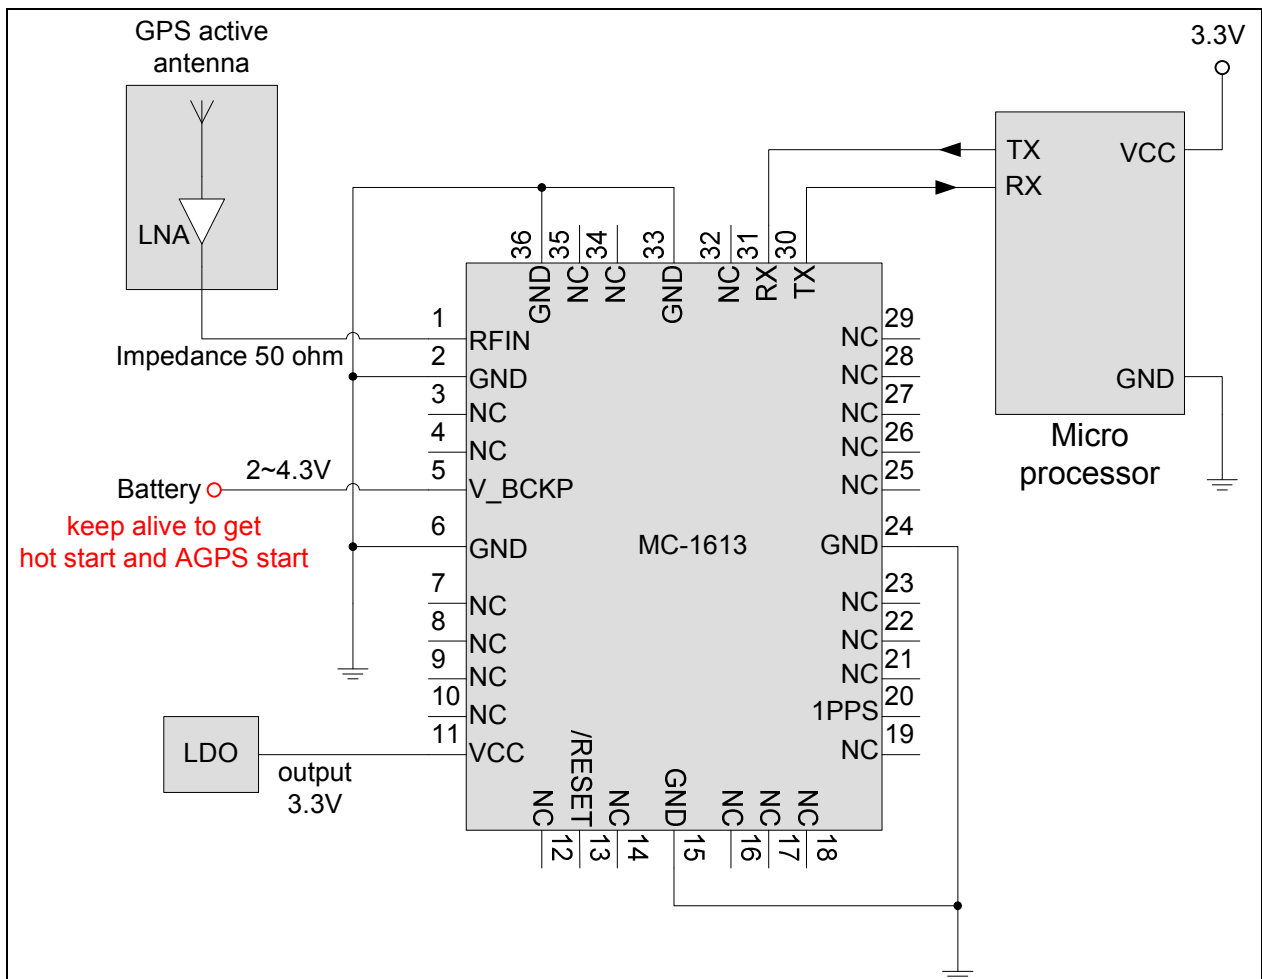 GPS active
antenna
LNA
Impedance 50 ohm
3.3V
TX
RX
VCC
GND
Micro
processor
36
35
34
33
32
31
30
GND
NC
NC
GND
NC
RX
TX
1
RFIN
2
GND
3
NC
4
NC
5
V_BCKP
6
GND
7
NC
8
NC
9
NC
10
NC
11
VCC
Battery
2~4.3V
keep alive to get
hot start and AGPS start
LDO
output
3.3V
MC-1613
29
NC
28
NC
27
NC
26
NC
25
NC
24
GND
23
NC
22
NC
21
NC
20
1PPS
19
NC
NC
/RESET
NC
GND
NC
NC
NC
12
13
14
15
16
17
18